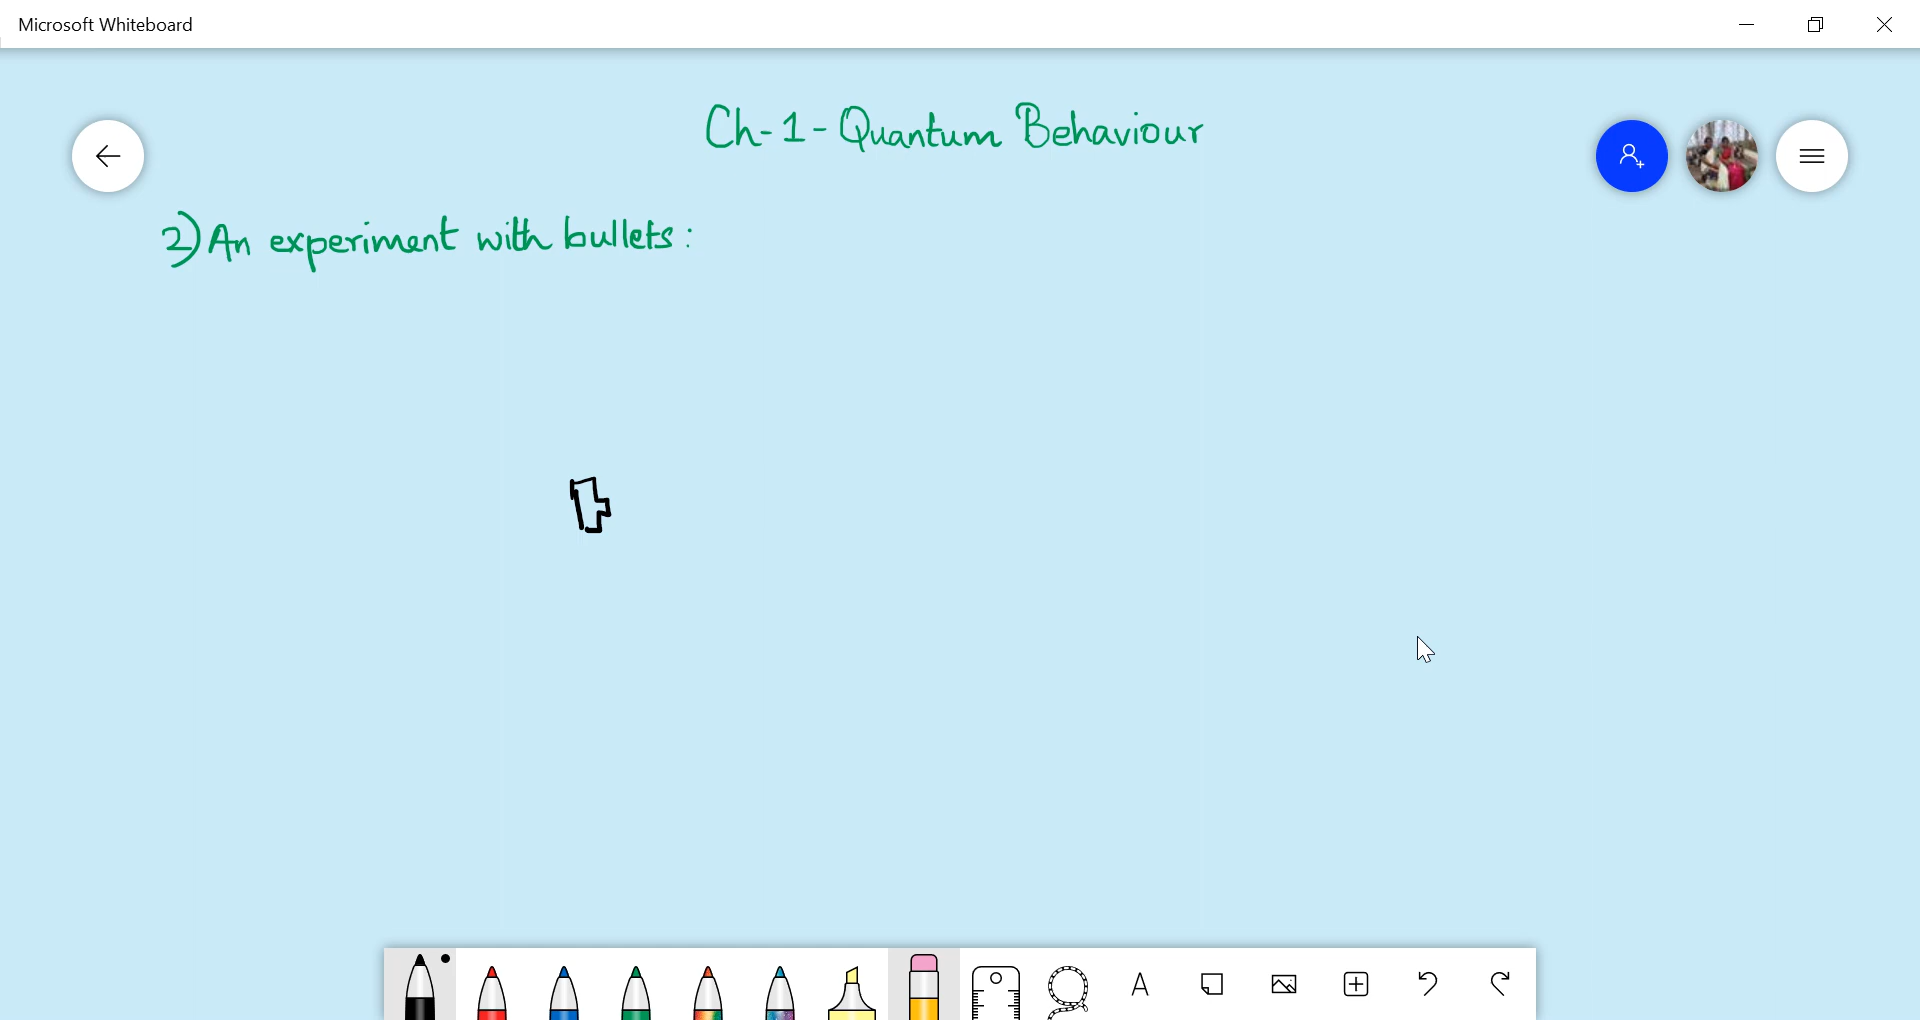 Microsoft Whiteboard
Ch-1-Quantum Behaviour
2) An experiment with bullets: